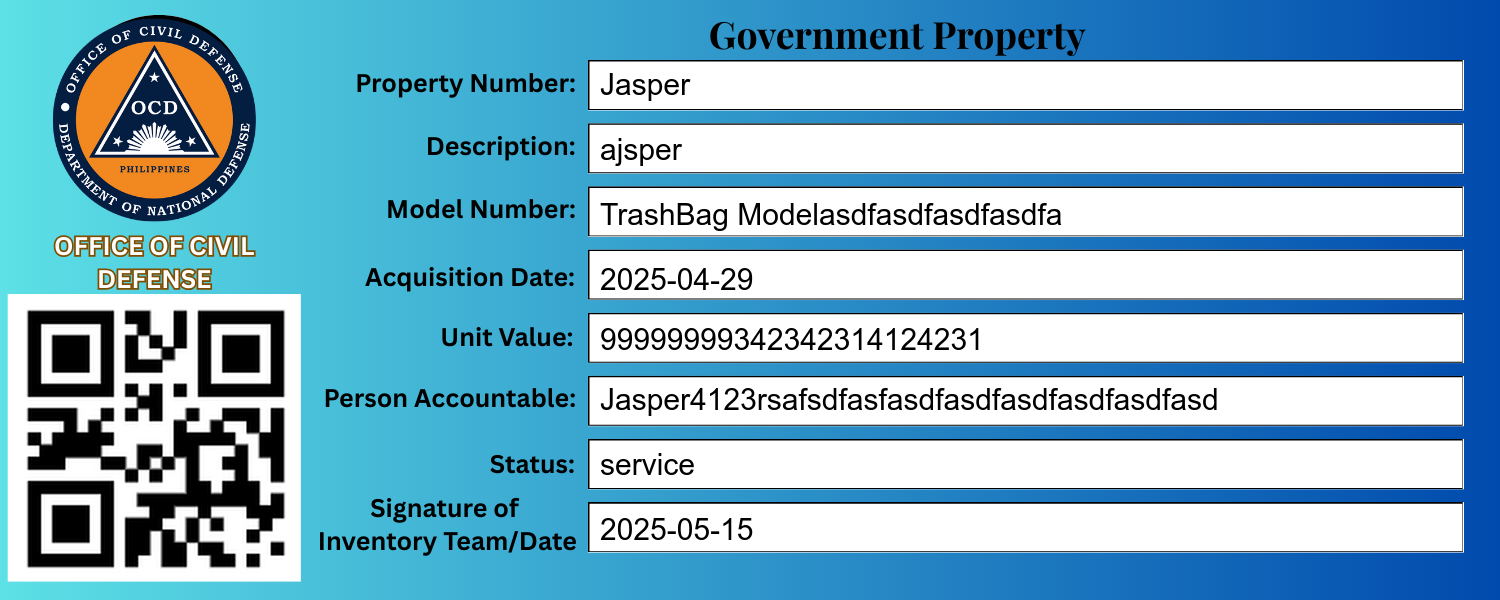 OFFICE OF CIVIL DEFENSE
DEPARTMENT OF NATIONAL DEFENSE
OCD
PHILIPPINES
OFFICE OF CIVIL
DEFENSE
Government Property
Property Number: Jasper
Description: ajsper
Model Number: TrashBag Modelasdfasdfasdfasdfa
Acquisition Date: 2025-04-29
Unit Value: 99999999342342314124231
Person Accountable: Jasper4123rsafsdfasfasdfasdfasdfasdfasdfasd
Status: service
Signature of
Inventory Team/Date 2025-05-15